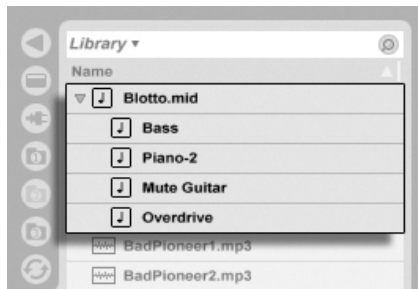 Library
Name
Blotto.mid
Bass
Piano-2
Mute Guitar
Overdrive
BadPioneer1.mp3
BadPioneer2.mp3